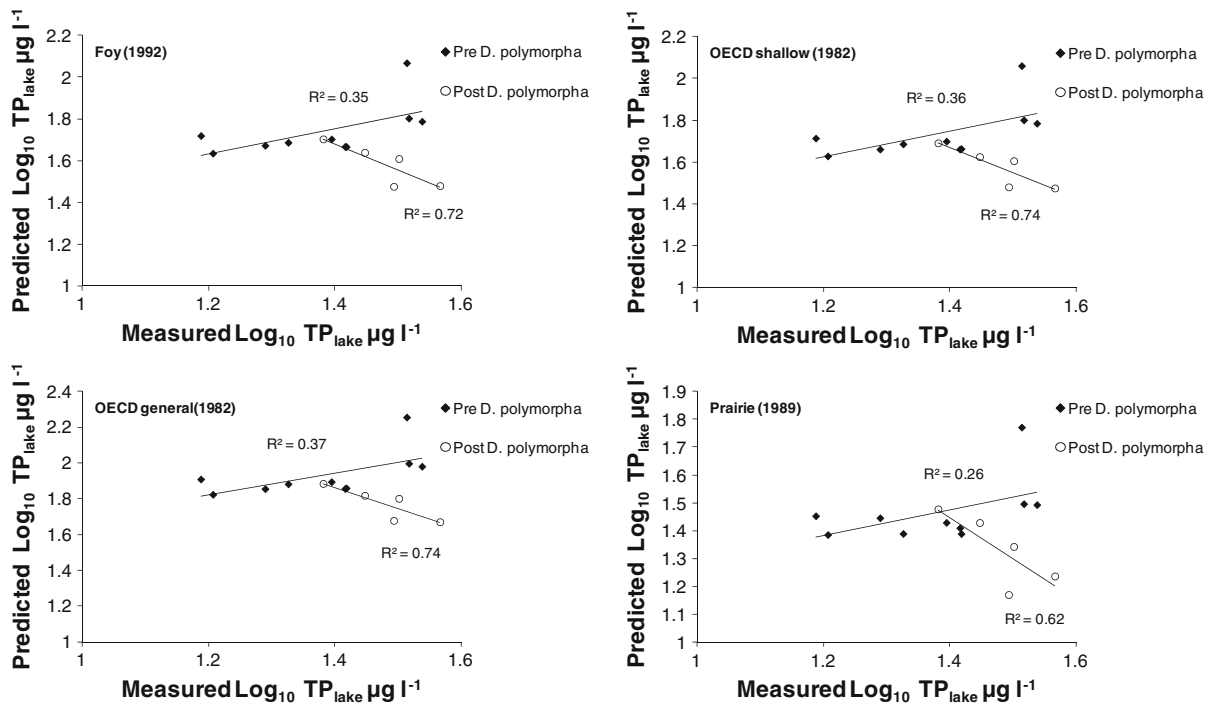 Foy (1992)
Predicted Log₁₀ TP_lake µg l⁻¹
2.2
2
1.8
1.6
1.4
1.2
1
1
1.2
1.4
1.6
Measured Log₁₀ TP_lake µg l⁻¹
R² = 0.35
R² = 0.72
◆ Pre D. polymorpha
○ Post D. polymorpha
OECD shallow (1982)
Predicted Log₁₀ TP_lake µg l⁻¹
2.2
2
1.8
1.6
1.4
1.2
1
1
1.2
1.4
1.6
Measured Log₁₀ TP_lake µg l⁻¹
R² = 0.36
R² = 0.74
◆ Pre D. polymorpha
○ Post D. polymorpha
OECD general (1982)
Predicted Log₁₀ TP_lake µg l⁻¹
2.4
2.2
2
1.8
1.6
1.4
1.2
1
1
1.2
1.4
1.6
Measured Log₁₀ TP_lake µg l⁻¹
R² = 0.37
R² = 0.74
◆ Pre D. polymorpha
○ Post D. polymorpha
Prairie (1989)
Predicted Log₁₀ TP_lake µg l⁻¹
1.9
1.8
1.7
1.6
1.5
1.4
1.3
1.2
1.1
1
1
1.2
1.4
1.6
Measured Log₁₀ TP_lake µg l⁻¹
R² = 0.26
R² = 0.62
◆ Pre D. polymorpha
○ Post D. polymorpha